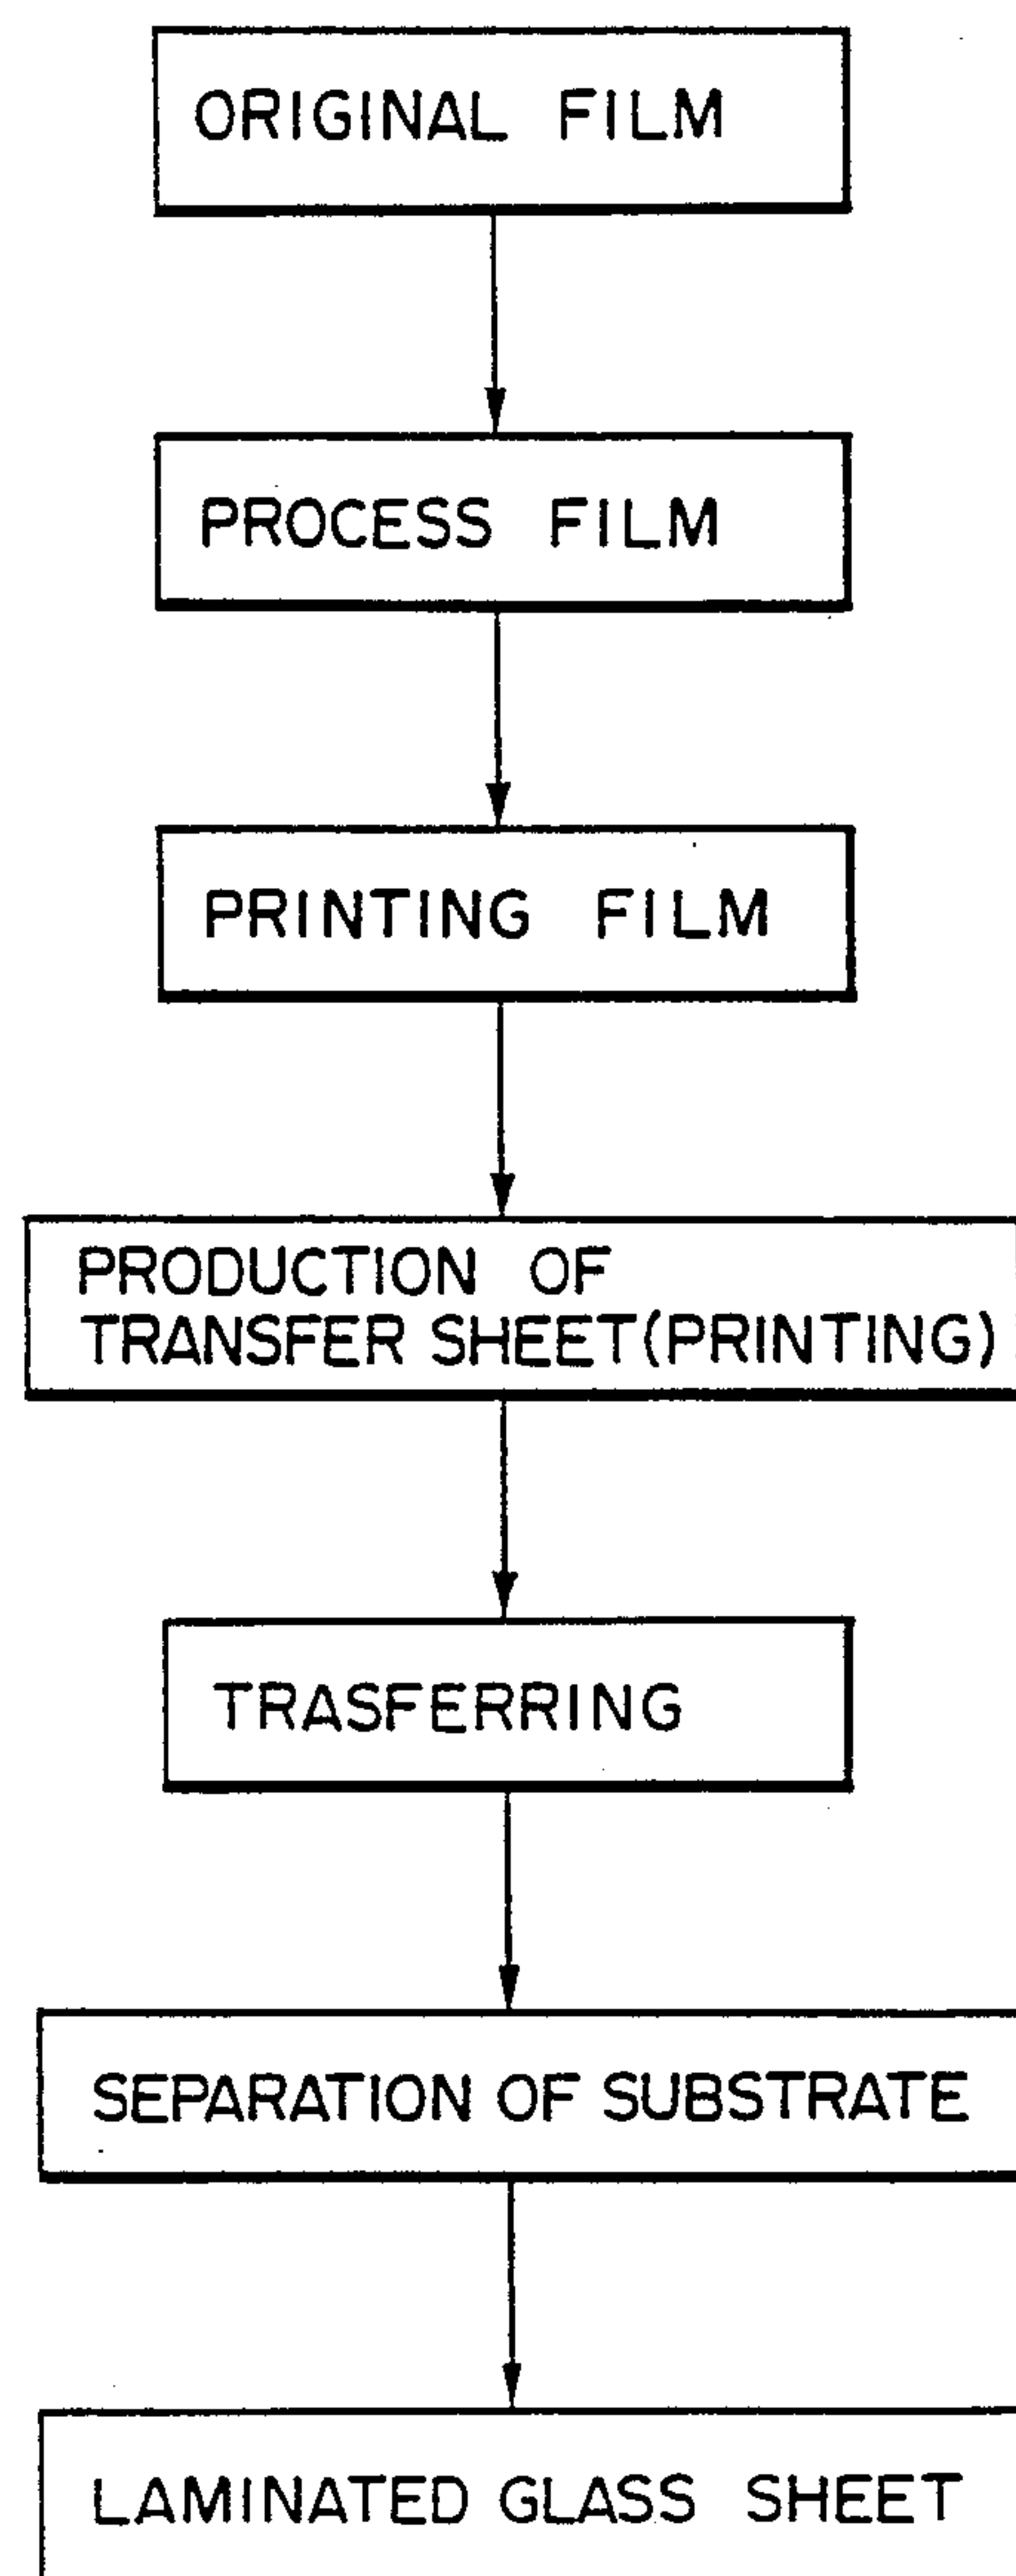 ORIGINAL FILM
PROCESS FILM
PRINTING FILM
PRODUCTION OF
TRANSFER SHEET(PRINTING)
TRASFERRING
SEPARATION OF SUBSTRATE
LAMINATED GLASS SHEET